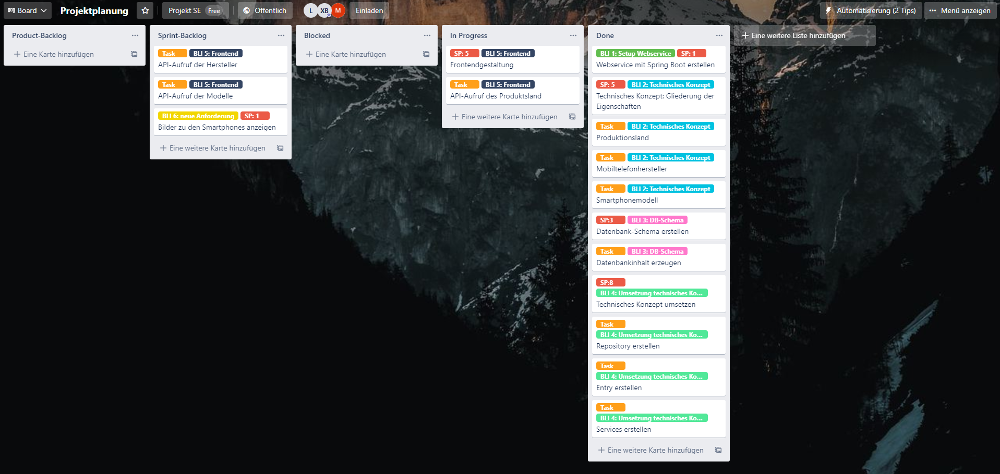 Board
Projektplanung
Projekt SE Free
Öffentlich
L
XB
M
Einladen
Automatisierung (2 Tips)
Menü anzeigen
Product-Backlog
Eine Karte hinzufügen
Sprint-Backlog
Task BLI 5: Frontend
API-Aufruf der Hersteller
Task BLI 5: Frontend
API-Aufruf der Modelle
BLI 6: neue Anforderung SP: 1
Bilder zu den Smartphones anzeigen
Eine weitere Karte hinzufügen
Blocked
Eine Karte hinzufügen
In Progress
SP: 5 BLI 5: Frontend
Frontendgestaltung
Task BLI 5: Frontend
API-Aufruf des Produktsland
Eine weitere Karte hinzufügen
Done
BLI 1: Setup Webservice SP: 1
Webservice mit Spring Boot erstellen
SP: 5 BLI 2: Technisches Konzept
Technisches Konzept: Gliederung der
Eigenschaften
Task BLI 2: Technisches Konzept
Produktionsland
Task BLI 2: Technisches Konzept
Mobiltelefonhersteller
Task BLI 2: Technisches Konzept
Smartphonemodell
SP:3 BLI 3: DB-Schema
Datenbank-Schema erstellen
Task BLI 3: DB-Schema
Datenbankinhalt erzeugen
SP:8
BLI 4: Umsetzung technisches Ko...
Technisches Konzept umsetzen
Task
BLI 4: Umsetzung technisches Ko...
Repository erstellen
Task
BLI 4: Umsetzung technisches Ko...
Entry erstellen
Task
BLI 4: Umsetzung technisches Ko...
Services erstellen
Eine weitere Karte hinzufügen
Eine weitere Liste hinzufügen